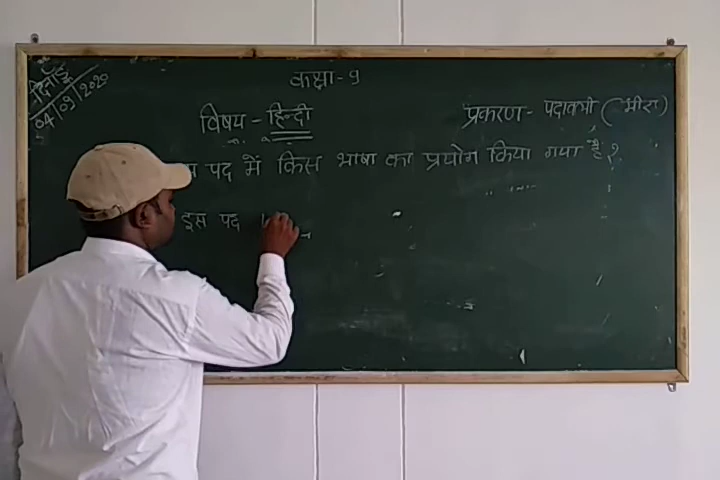 दिनाँक
04/09/2020
कक्षा - 9
विषय - हिन्दी
प्रकरण - पदावली (मीरा)
पद में किस भाषा का प्रयोग किया गया है?
इस पद